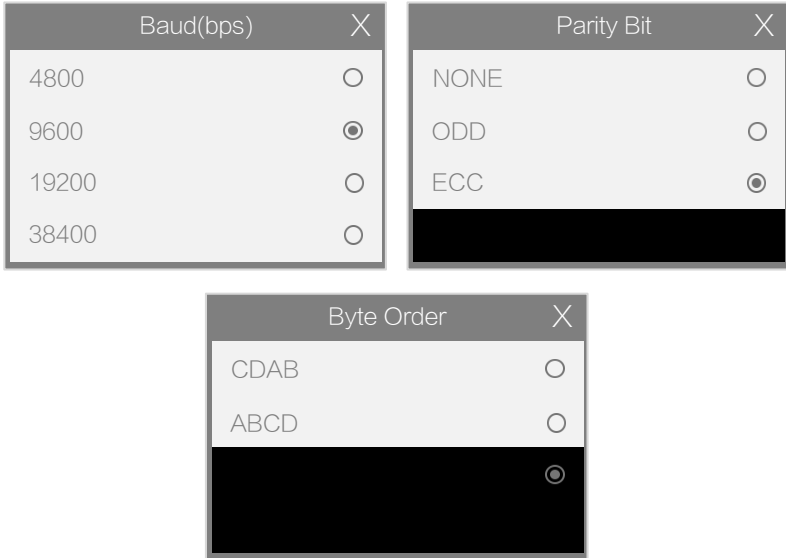 Baud(bps) X
4800
9600
19200
38400
Parity Bit X
NONE
ODD
ECC
Byte Order X
CDAB
ABCD